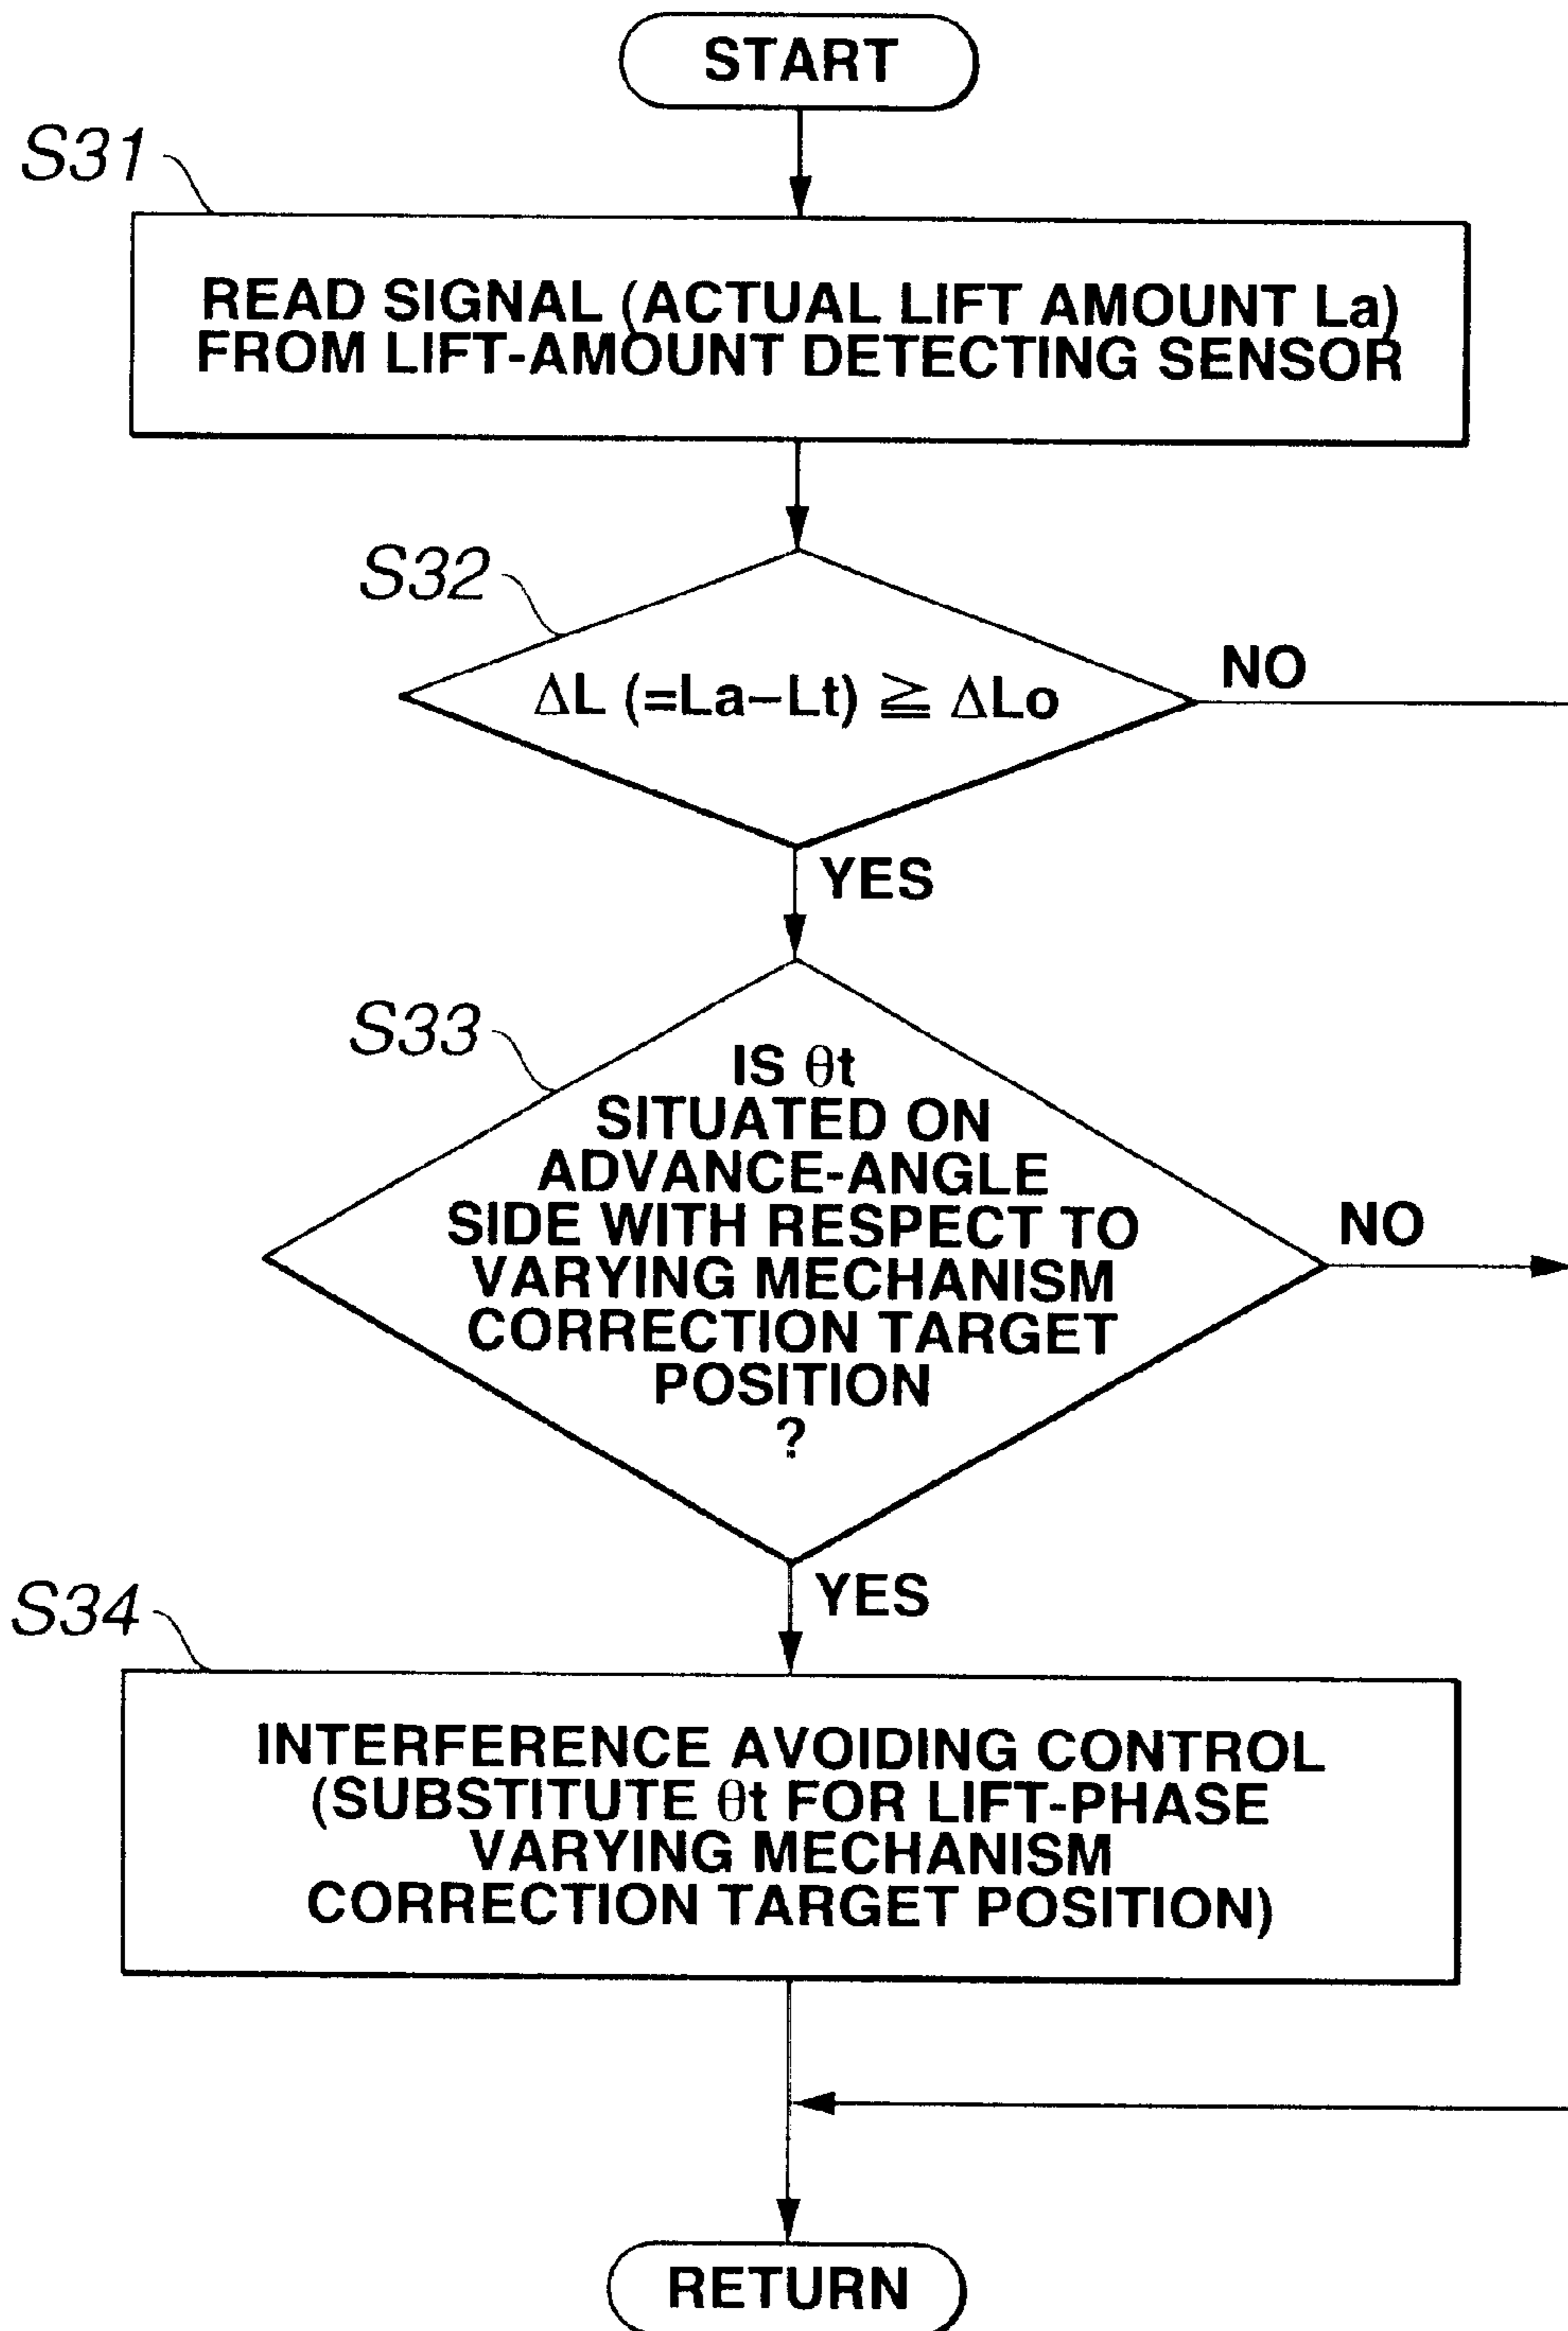 START
S31
READ SIGNAL (ACTUAL LIFT AMOUNT La)
FROM LIFT-AMOUNT DETECTING SENSOR
S32
ΔL (=La−Lt) ≧ ΔLo
NO
YES
S33
IS θt
SITUATED ON
ADVANCE-ANGLE
SIDE WITH RESPECT TO
VARYING MECHANISM
CORRECTION TARGET
POSITION
?
NO
YES
S34
INTERFERENCE AVOIDING CONTROL
(SUBSTITUTE θt FOR LIFT-PHASE
VARYING MECHANISM
CORRECTION TARGET POSITION)
RETURN